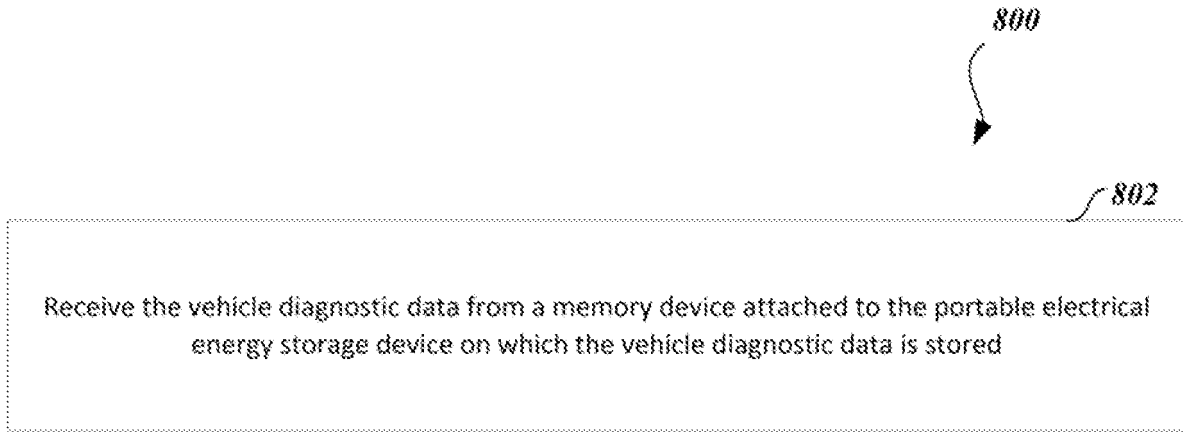 800
802
Receive the vehicle diagnostic data from a memory device attached to the portable electrical
energy storage device on which the vehicle diagnostic data is stored